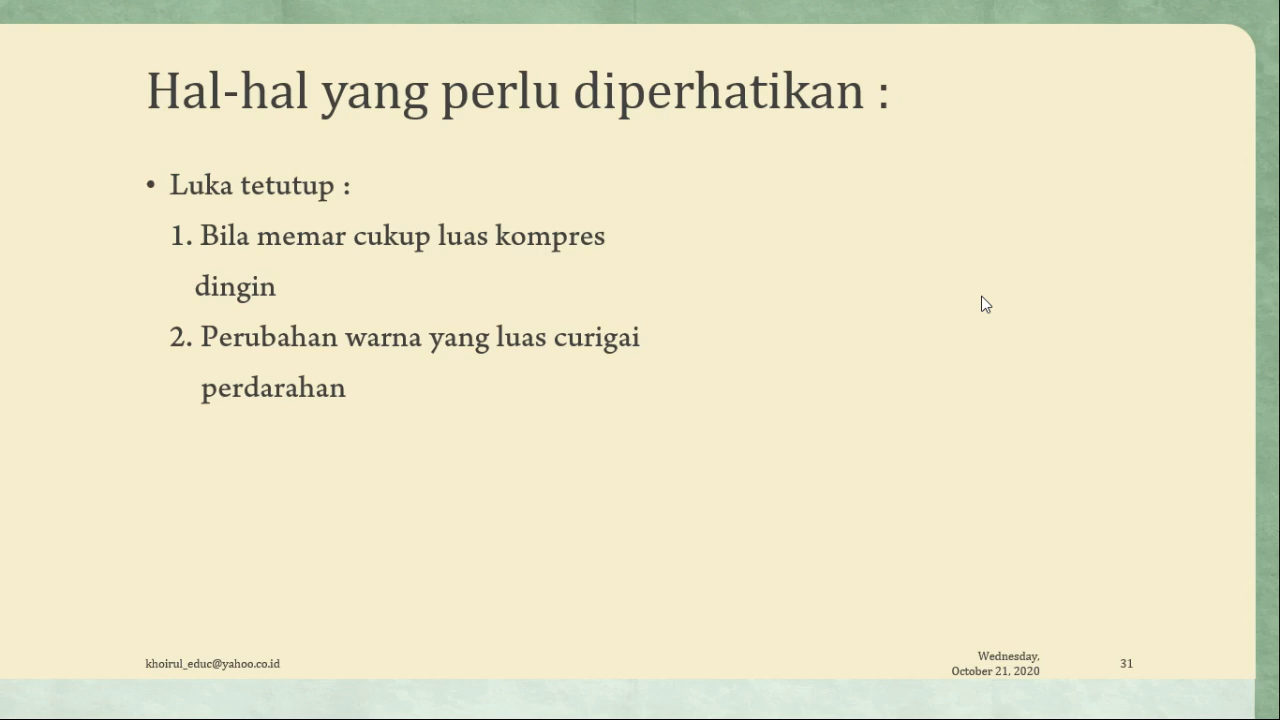 Hal-hal yang perlu diperhatikan :
• Luka tetutup :
1. Bila memar cukup luas kompres
dingin
2. Perubahan warna yang luas curigai
perdarahan
khoirul_educ@yahoo.co.id
Wednesday,
October 21, 2020
31